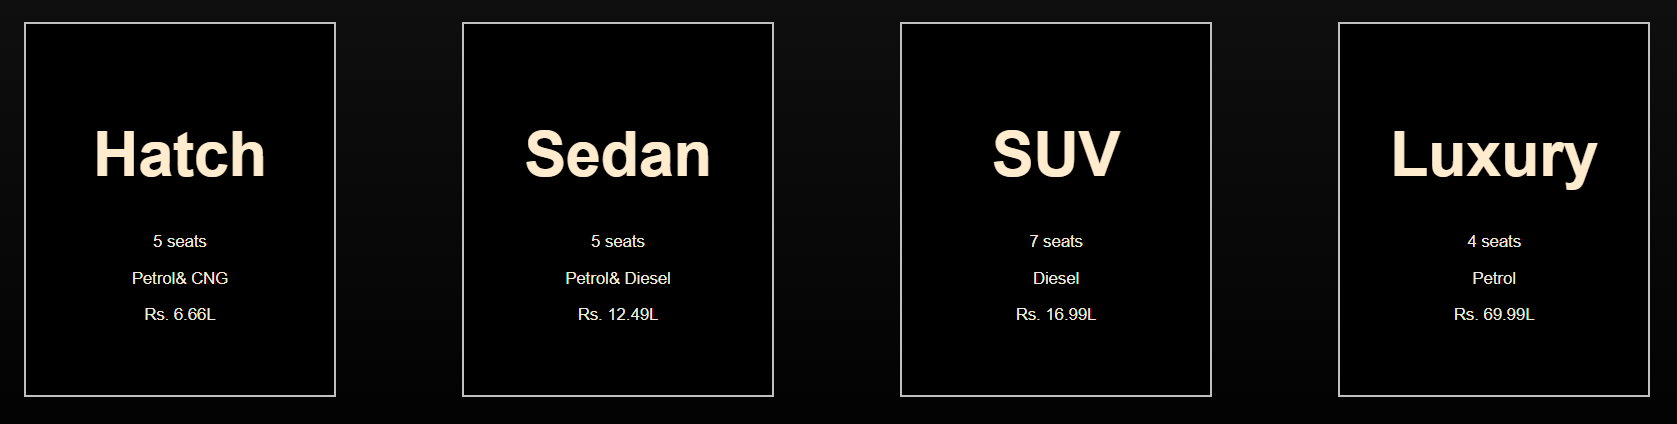 Hatch
5 seats
Petrol& CNG
Rs. 6.66L
Sedan
5 seats
Petrol& Diesel
Rs. 12.49L
SUV
7 seats
Diesel
Rs. 16.99L
Luxury
4 seats
Petrol
Rs. 69.99L